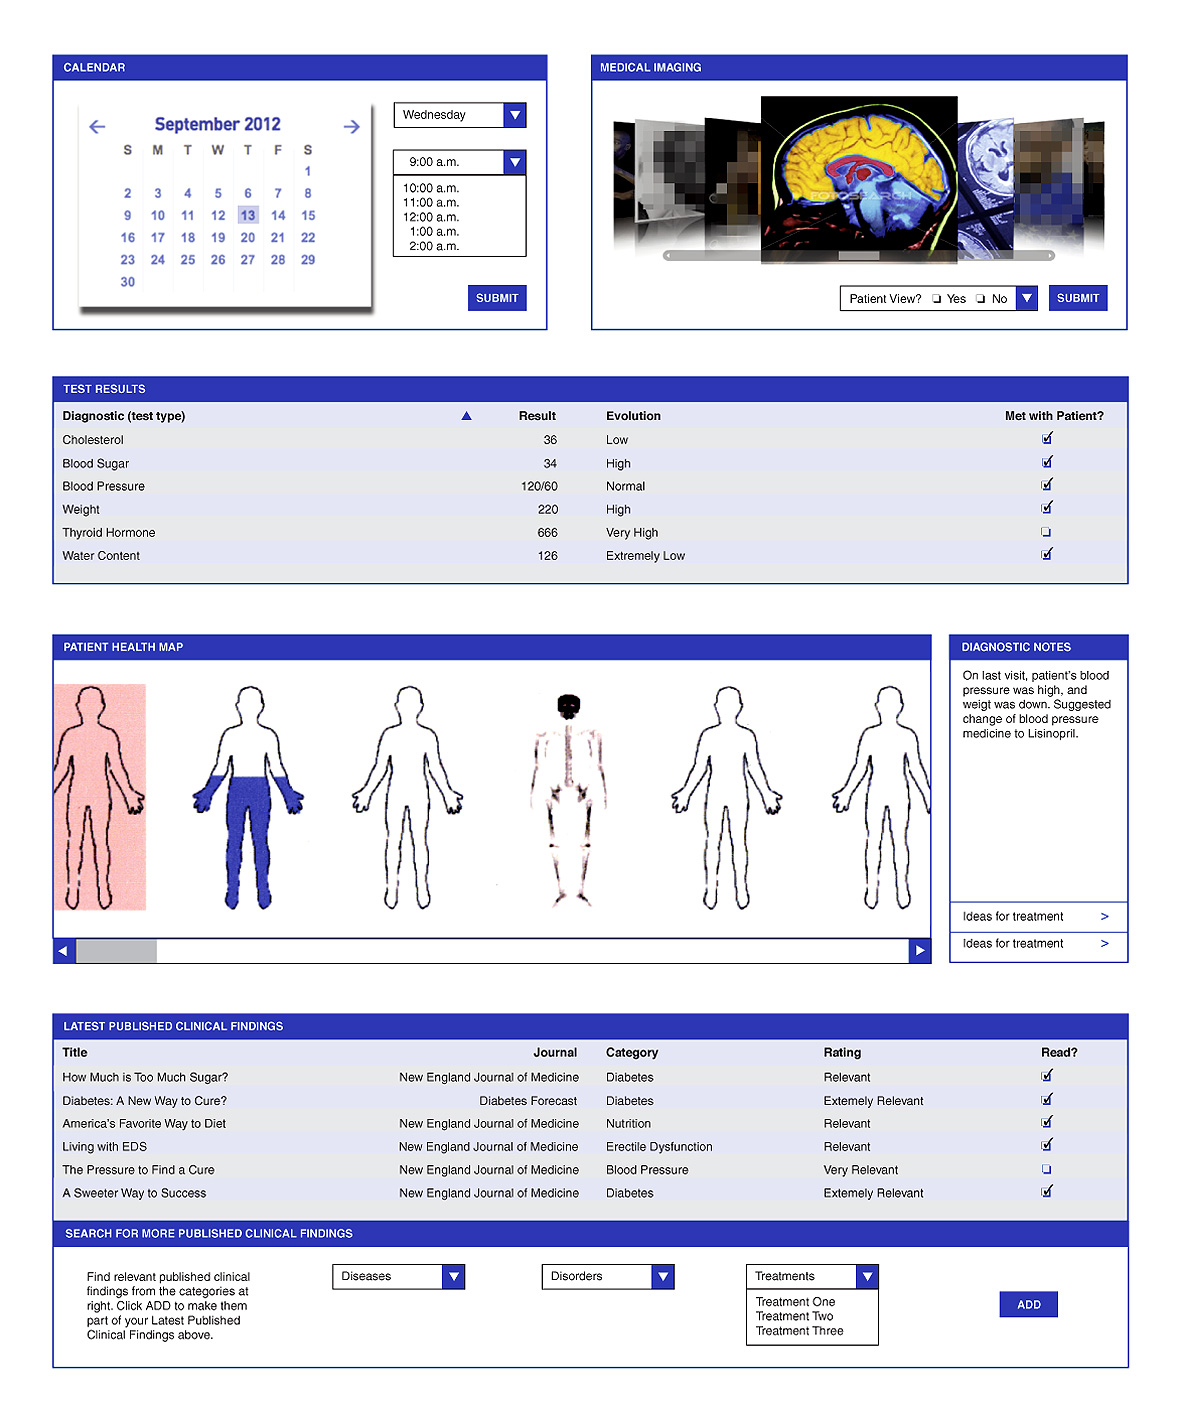 CALENDAR
September 2012
S M T W T F S
1
2 3 4 5 6 7 8
9 10 11 12 13 14 15
16 17 18 19 20 21 22
23 24 25 26 27 28 29
30
Wednesday
9:00 a.m.
10:00 a.m.
11:00 a.m.
12:00 a.m.
1:00 a.m.
2:00 a.m.
SUBMIT
MEDICAL IMAGING
FOTOSEARCH
Patient View? Yes No
SUBMIT
TEST RESULTS
Diagnostic (test type) Result Evolution Met with Patient?
Cholesterol 36 Low
Blood Sugar 34 High
Blood Pressure 120/60 Normal
Weight 220 High
Thyroid Hormone 666 Very High
Water Content 126 Extremely Low
PATIENT HEALTH MAP
DIAGNOSTIC NOTES
On last visit, patient's blood
pressure was high, and
weigt was down. Suggested
change of blood pressure
medicine to Lisinopril.
Ideas for treatment >
Ideas for treatment >
LATEST PUBLISHED CLINICAL FINDINGS
Title Journal Category Rating Read?
How Much is Too Much Sugar? New England Journal of Medicine Diabetes Relevant
Diabetes: A New Way to Cure? Diabetes Forecast Diabetes Extemely Relevant
America's Favorite Way to Diet New England Journal of Medicine Nutrition Relevant
Living with EDS New England Journal of Medicine Erectile Dysfunction Relevant
The Pressure to Find a Cure New England Journal of Medicine Blood Pressure Very Relevant
A Sweeter Way to Success New England Journal of Medicine Diabetes Extemely Relevant
SEARCH FOR MORE PUBLISHED CLINICAL FINDINGS
Find relevant published clinical
findings from the categories at
right. Click ADD to make them
part of your Latest Published
Clinical Findings above.
Diseases
Disorders
Treatments
Treatment One
Treatment Two
Treatment Three
ADD